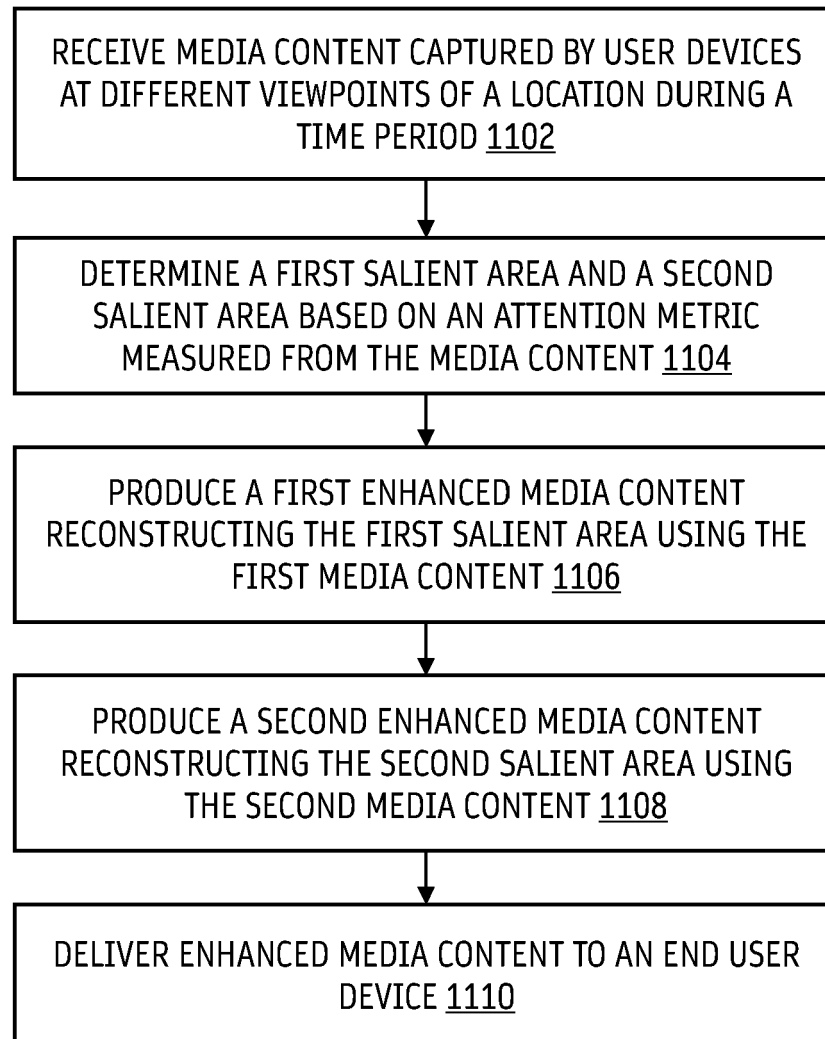 RECEIVE MEDIA CONTENT CAPTURED BY USER DEVICES
AT DIFFERENT VIEWPOINTS OF A LOCATION DURING A
TIME PERIOD 1102
DETERMINE A FIRST SALIENT AREA AND A SECOND
SALIENT AREA BASED ON AN ATTENTION METRIC
MEASURED FROM THE MEDIA CONTENT 1104
PRODUCE A FIRST ENHANCED MEDIA CONTENT
RECONSTRUCTING THE FIRST SALIENT AREA USING THE
FIRST MEDIA CONTENT 1106
PRODUCE A SECOND ENHANCED MEDIA CONTENT
RECONSTRUCTING THE SECOND SALIENT AREA USING
THE SECOND MEDIA CONTENT 1108
DELIVER ENHANCED MEDIA CONTENT TO AN END USER
DEVICE 1110